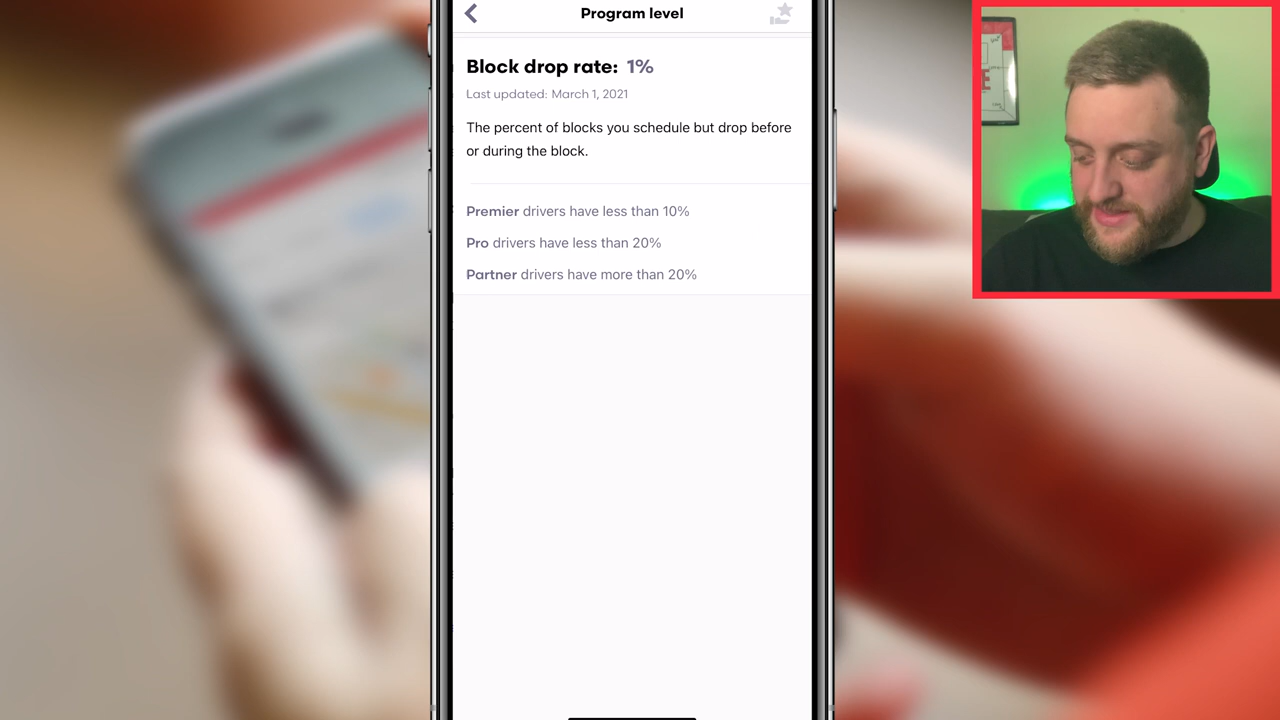 Program level
Block drop rate: 1%
Last updated: March 1, 2021
The percent of blocks you schedule but drop before
or during the block.
Premier drivers have less than 10%
Pro drivers have less than 20%
Partner drivers have more than 20%